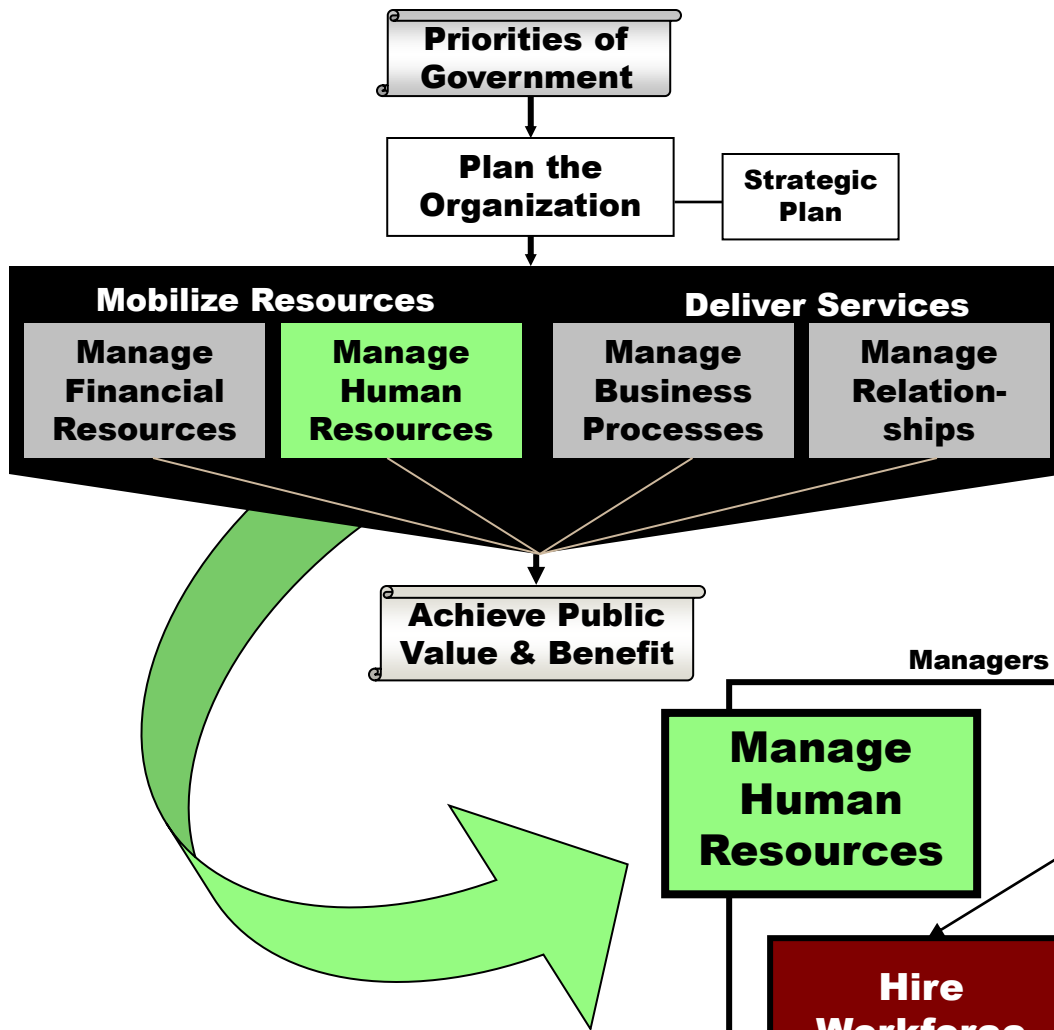 Priorities of
Government
Plan the
Organization
Strategic
Plan
Mobilize Resources
Deliver Services
Manage
Financial
Resources
Manage
Human
Resources
Manage
Business
Processes
Manage
Relation-
ships
Achieve Public
Value & Benefit
Managers
Manage
Human
Resources
Hire
Workforce